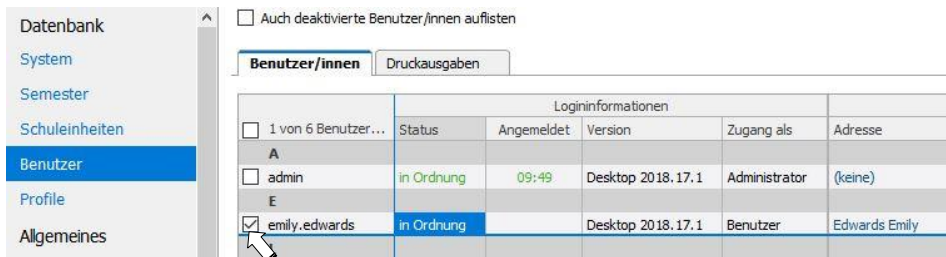 Datenbank
System
Semester
Schuleinheiten
Benutzer
Profile
Allgemeines
Auch deaktivierte Benutzer/innen auflisten
Benutzer/innen Druckausgaben
Logininformationen
1 von 6 Benutzer... Status Angemeldet Version Zugang als Adresse
A
admin in Ordnung 09:49 Desktop 2018.17.1 Administrator (keine)
E
emily.edwards in Ordnung Desktop 2018.17.1 Benutzer Edwards Emily